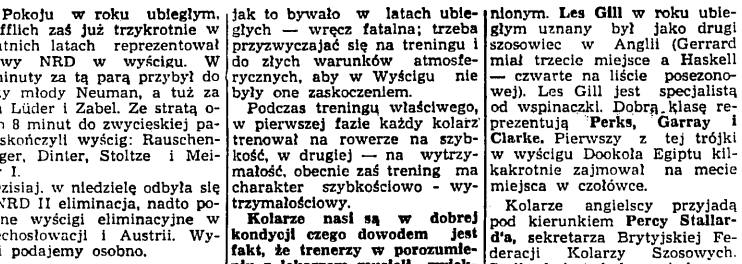 Pokoju w roku ubiegłym,
fflich zaś już trzykrotnie w
tnich latach reprezentował
wy NRD w wyścigu. W
minuty za tą parą przybył do
y młody Neuman, a tuż za
Lüder i Zabel. Ze stratą o-
8 minut do zwycięskiej pa-
skończyli wyścig: Rauschen-
ger, Dinter, Stoltze i Mei-
r I.
zisiaj, w niedzielę odbyła się
NRD II eliminacja, nadto po-
ne wyścigi eliminacyjne w
chosłowacji i Austrii. Wy-
i podajemy osobno.
jak to bywało w latach ubie-
głych — wręcz fatalna; trzeba
przyzwyczajać się na treningu i
do złych warunków atmosfe-
rycznych, aby w Wyścigu nie
były one zaskoczeniem.
Podczas treningu właściwego,
w pierwszej fazie każdy kolarz
trenował na rowerze na szyb-
kość, w drugiej — na wytrzy-
małość, obecnie zaś trening ma
charakter szybkościowo - wy-
trzymałościowy.
Kolarze nasi są w dobrej
kondycji czego dowodem jest
fakt, że trenerzy w porozumie-
niu z lekarzem
nionym. Les Gill w roku ubie-
głym uznany był jako drugi
szosowiec w Anglii (Gerrard
miał trzecie miejsce a Haskell
— czwarte na liście posezono-
wej). Les Gill jest specjalistą
od wspinaczki. Dobrą klasę re-
prezentują Perks, Garray i
Clarke. Pierwszy z tej trójki
w wyścigu Dookoła Egiptu kil-
kakrotnie zajmował na mecie
miejsca w czołówce.
Kolarze angielscy przyjadą
pod kierunkiem Percy Stallar-
d'a, sekretarza Brytyjskiej Fe-
deracji Kolarzy Szosowych.